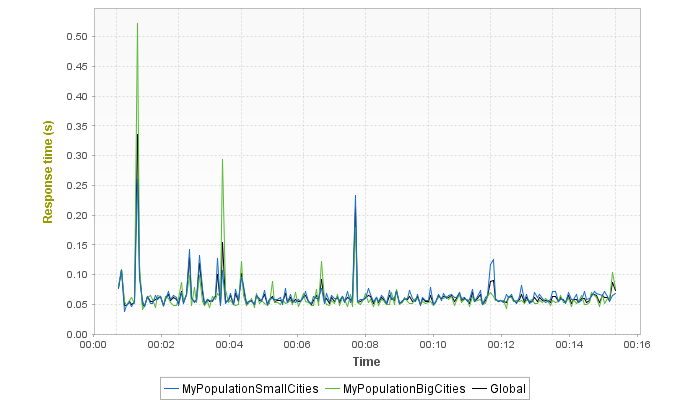 Response time (s)
0.50
0.45
0.40
0.35
0.30
0.25
0.20
0.15
0.10
0.05
0.00
00:00 00:02 00:04 00:06 00:08 00:10 00:12 00:14 00:16
Time
MyPopulationSmallCities MyPopulationBigCities Global